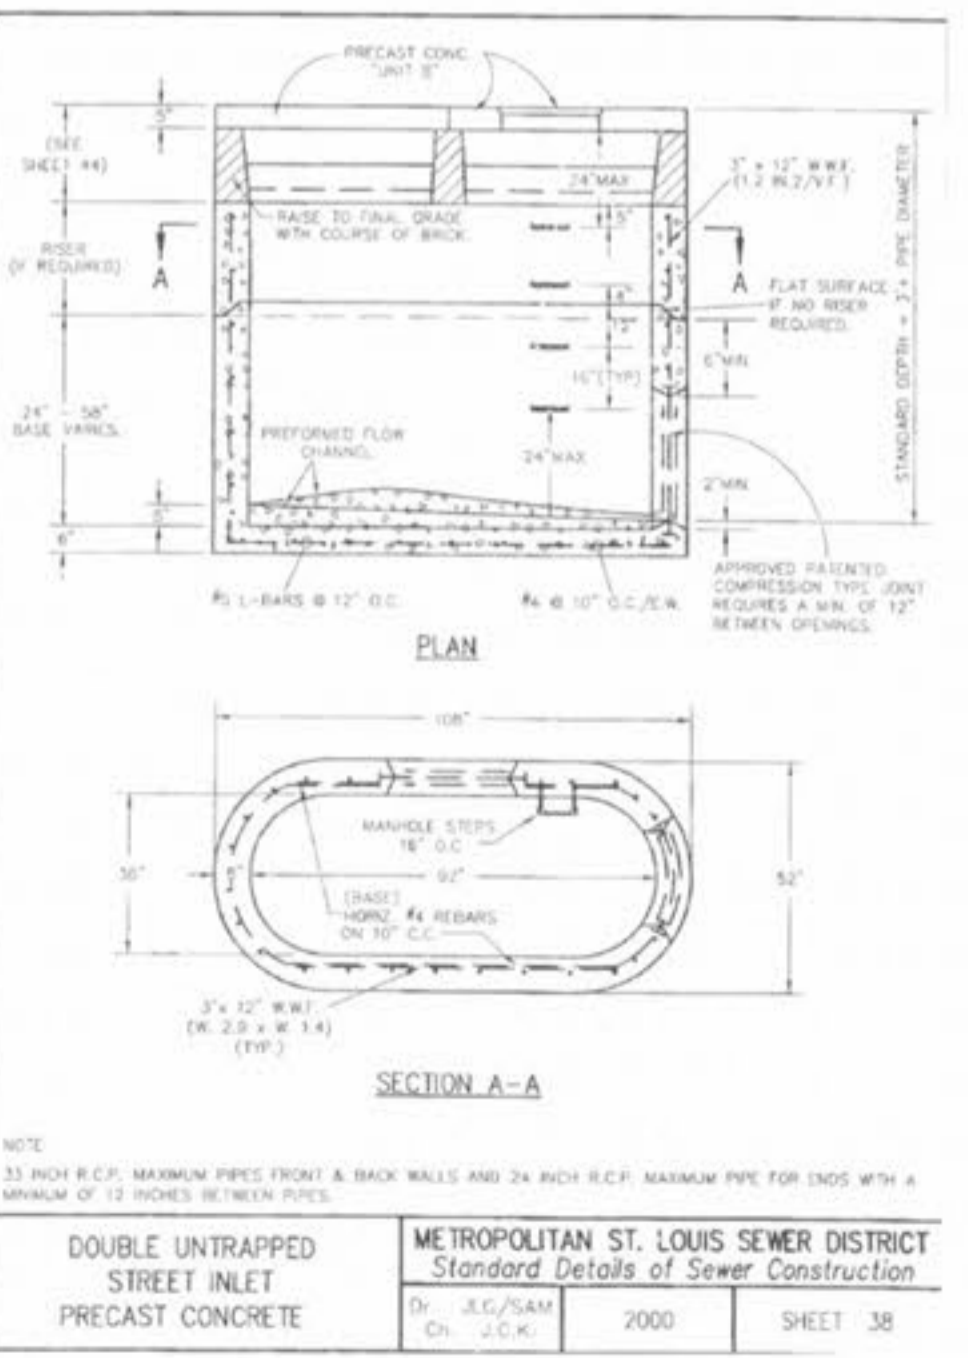 PRECAST CONC.
"UNIT B"
5"
(SEE
SHEET 44)
24"MAX
3" x 12" W.W.F.
(1.2 IN.2/V.F.)
RAISE TO FINAL GRADE
WITH COURSE OF BRICK.
5"
RISER
(IF REQUIRED)
A
A
8"
FLAT SURFACE
IF NO RISER
REQUIRED.
STANDARD DEPTH = 3'+ PIPE DIAMETER
16"(TYP)
6"MIN.
24" - 58"
BASE VARIES.
PREFORMED FLOW
CHANNEL.
24"MAX
2"MIN.
6"
APPROVED PATENTED
COMPRESSION TYPE JOINT
REQUIRES A MIN. OF 12"
BETWEEN OPENINGS.
L-BARS @ 12" O.C.
#4 @ 10" O.C./E.W.
PLAN
108"
MANHOLE STEPS
16" O.C.
36"
92"
52"
(BASE)
HORIZ. #4 REBARS
ON 10" C.C.
3"x 12" W.W.F.
(W. 2.9 x W. 1.4)
(TYP.)
SECTION A-A
NOTE
33 INCH R.C.P. MAXIMUM PIPES FRONT & BACK WALLS AND 24 INCH R.C.P. MAXIMUM PIPE FOR ENDS WITH A
MINIMUM OF 12 INCHES BETWEEN PIPES.
DOUBLE UNTRAPPED
STREET INLET
PRECAST CONCRETE
METROPOLITAN ST. LOUIS SEWER DISTRICT
Standard Details of Sewer Construction
Dr. JLG/SAM
Ch. J.C.K.
2000
SHEET 38